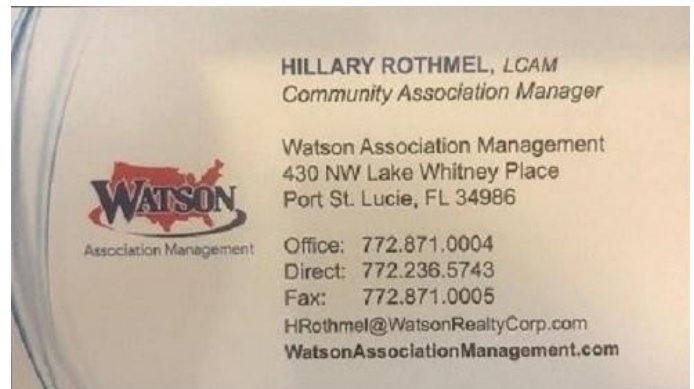 HILLARY ROTHMEL, LCAM
Community Association Manager
Watson Association Management
430 NW Lake Whitney Place
Port St. Lucie, FL 34986
WATSON
Association Management
Office: 772.871.0004
Direct: 772.236.5743
Fax: 772.871.0005
HRothmel@WatsonRealtyCorp.com
WatsonAssociationManagement.com